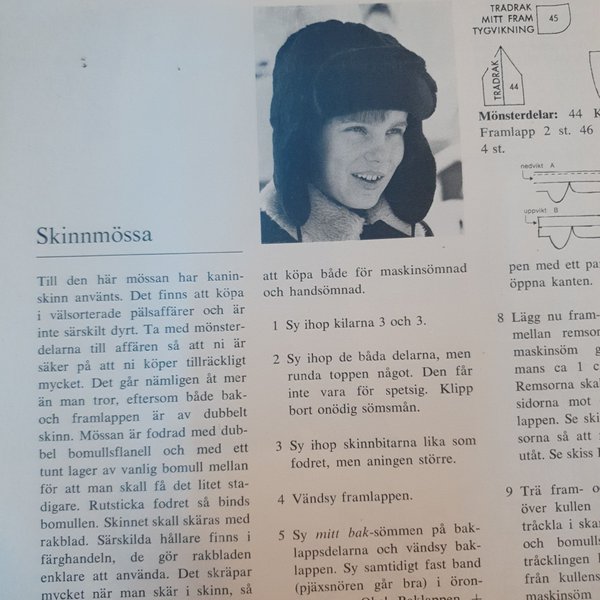 Skinnmössa
Till den här mössan har kanin-
skinn använts. Det finns att köpa
i välsorterade pälsaffärer och är
inte särskilt dyrt. Ta med mönster-
delarna till affären så att ni är
säker på att ni köper tillräckligt
mycket. Det går nämligen åt mer
än man tror, eftersom både bak-
och framlappen är av dubbelt
skinn. Mössan är fodrad med dub-
bel bomullsflanell och med ett
tunt lager av vanlig bomull mellan
för att man skall få det litet sta-
digare. Rutsticka fodret så binds
bomullen. Skinnet skall skäras med
rakblad. Särskilda hållare finns i
färghandeln, de gör rakbladen
enklare att använda. Det skräpar
mycket när man skär i skinn, så
att köpa både för maskinsömnad
och handsömnad.
1 Sy ihop kilarna 3 och 3.
2 Sy ihop de båda delarna, men
runda toppen något. Den får
inte vara för spetsig. Klipp
bort onödig sömsmån.
3 Sy ihop skinnbitarna lika som
fodret, men aningen större.
4 Vändsy framlappen.
5 Sy mitt bak-sömmen på bak-
lappsdelarna och vändsy bak-
lappen. Sy samtidigt fast band
(pjäxsnören går bra) i öron-
TRÅDRAK
MITT FRAM
TYGVIKNING
45
TRÅDRAK
44
Mönsterdelar: 44 K
Framlapp 2 st. 46
4 st.
nedvikt A
uppvikt B
pen med ett par
öppna kanten.
8 Lägg nu fram-
mellan remsor
maskinsöm g
mans ca 1 c
Remsorna ska
sidorna mot
lappen. Se ski
sorna så att
utåt. Se skiss
9 Trä fram- o
över kullen
tråckla i skar
och bomulls
tråcklingen
från kullens
maskinsöm